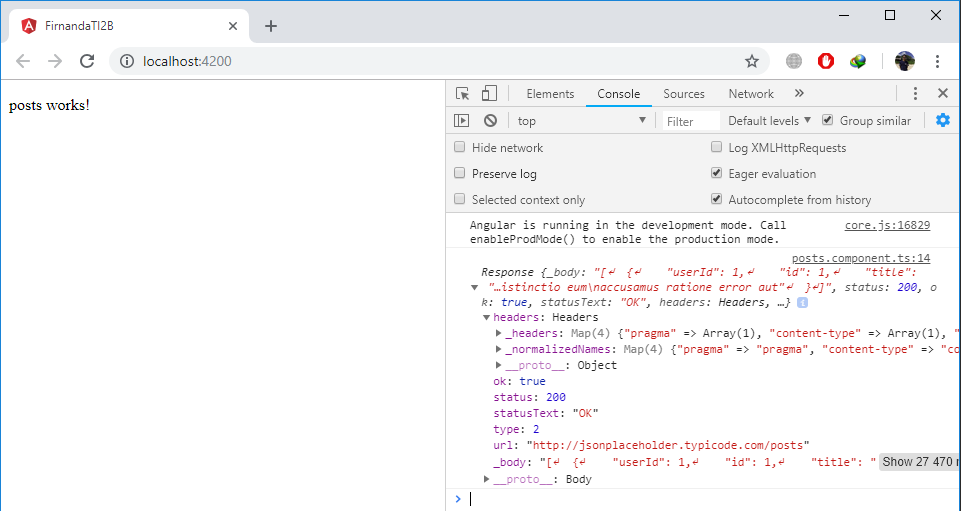 FirnandaTI2B
localhost:4200
posts works!
Elements Console Sources Network
top Filter Default levels Group similar
Hide network Log XMLHttpRequests
Preserve log Eager evaluation
Selected context only Autocomplete from history
Angular is running in the development mode. Call core.js:16829
enableProdMode() to enable the production mode.
posts.component.ts:14
Response {_body: "[↵  {↵    "userId": 1,↵    "id": 1,↵    "title":
"…istinctio eum\naccusamus ratione error aut"↵  }↵]", status: 200, o
k: true, statusText: "OK", headers: Headers, …}
headers: Headers
_headers: Map(4) {"pragma" => Array(1), "content-type" => Array(1), "
_normalizedNames: Map(4) {"pragma" => "pragma", "content-type" => "co
__proto__: Object
ok: true
status: 200
statusText: "OK"
type: 2
url: "http://jsonplaceholder.typicode.com/posts"
_body: "[↵  {↵    "userId": 1,↵    "id": 1,↵    "title": " Show 27 470
__proto__: Body